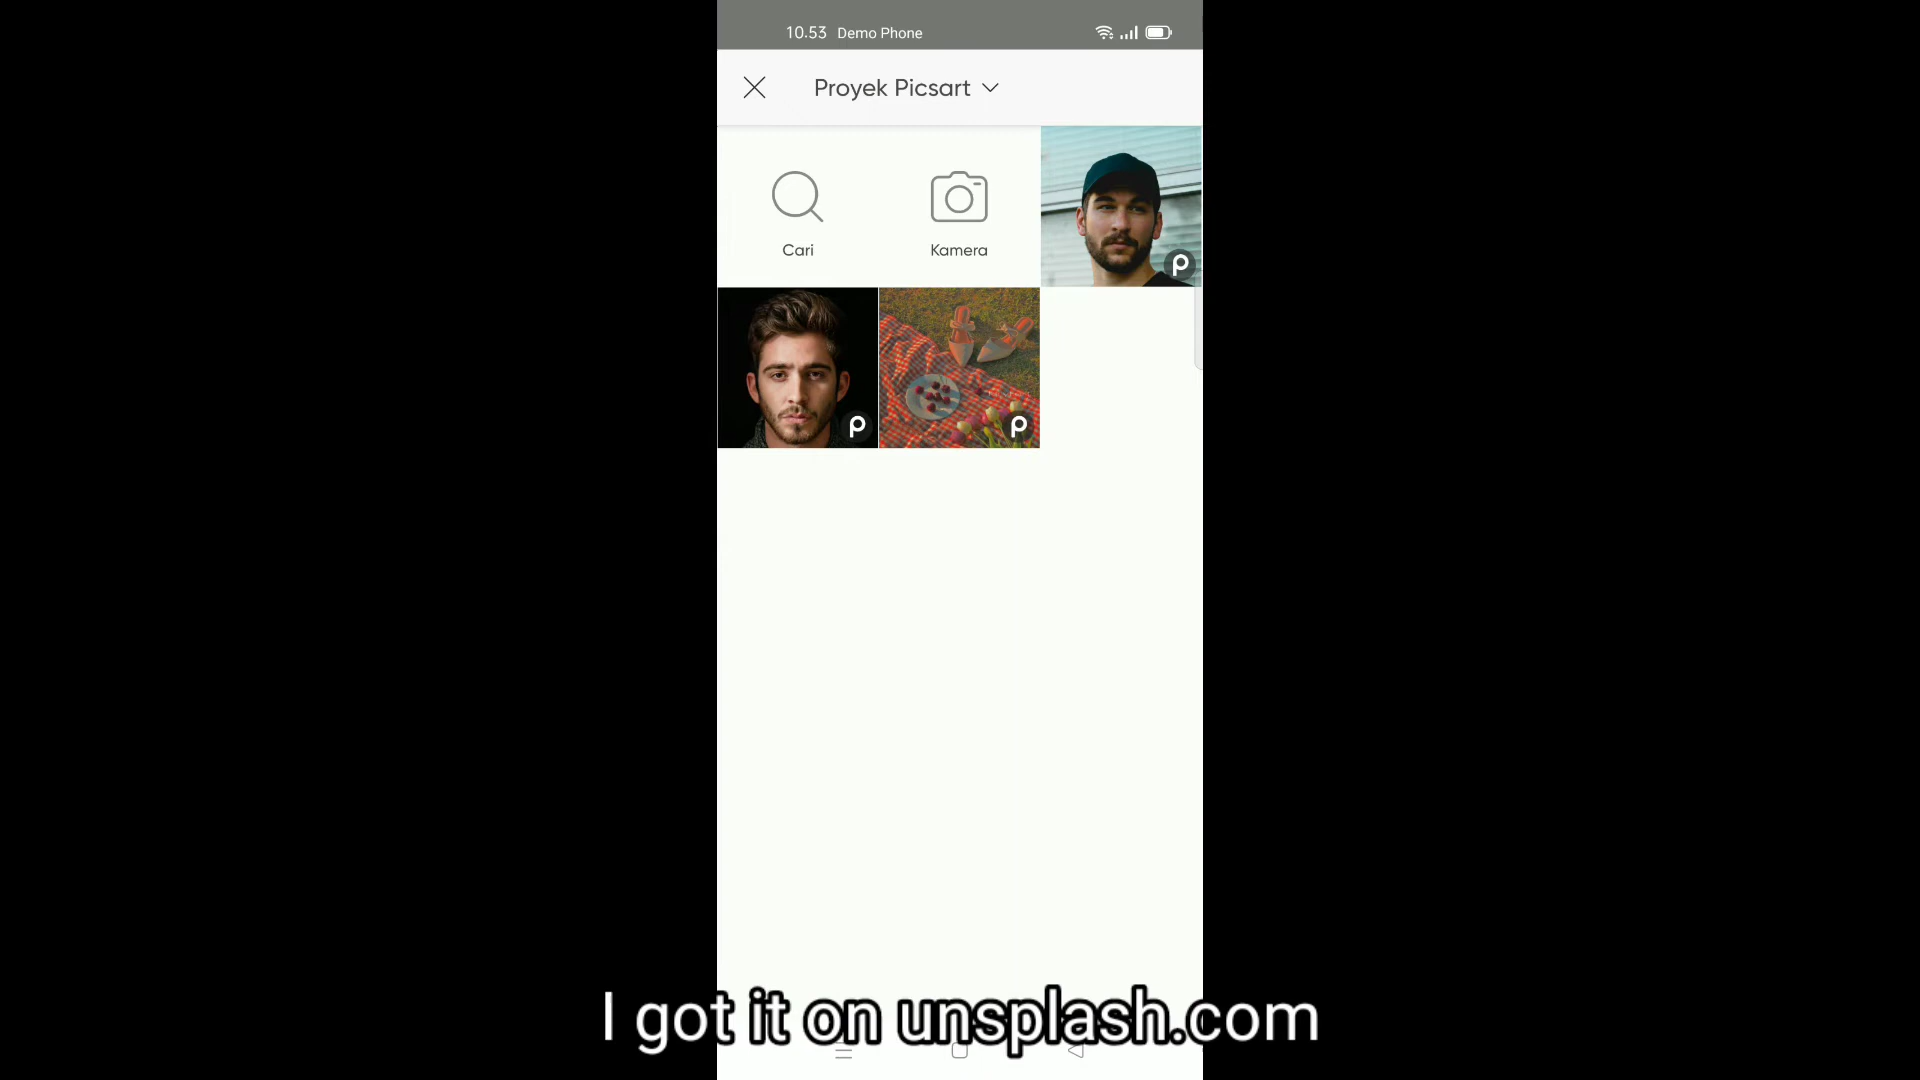 10.53 Demo Phone
Proyek Picsart
Cari
Kamera
I got it on unsplash.com